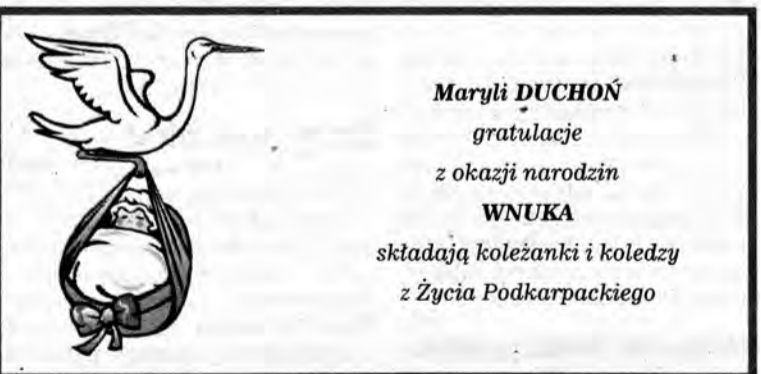 Maryli DUCHOŃ
gratulacje
z okazji narodzin
WNUKA
składają koleżanki i koledzy
z Życia Podkarpackiego